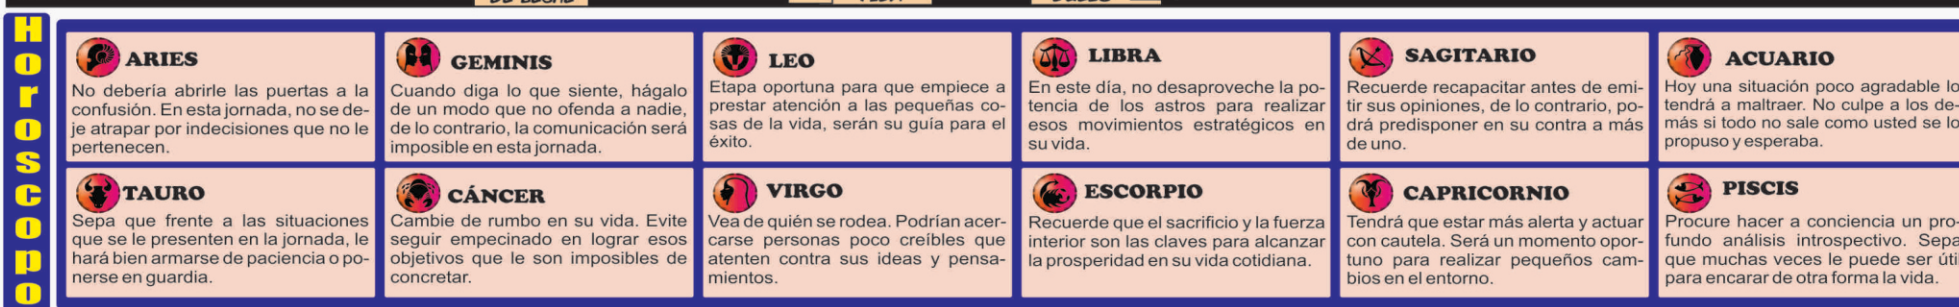 Horoscopo
ARIES
No debería abrirle las puertas a la
confusión. En esta jornada, no se de-
je atrapar por indecisiones que no le
pertenecen.
GEMINIS
Cuando diga lo que siente, hágalo
de un modo que no ofenda a nadie,
de lo contrario, la comunicación será
imposible en esta jornada.
LEO
Etapa oportuna para que empiece a
prestar atención a las pequeñas co-
sas de la vida, serán su guía para el
éxito.
LIBRA
En este día, no desaproveche la po-
tencia de los astros para realizar
esos movimientos estratégicos en
su vida.
SAGITARIO
Recuerde recapacitar antes de emi-
tir sus opiniones, de lo contrario, po-
drá predisponer en su contra a más
de uno.
ACUARIO
Hoy una situación poco agradable lo
tendrá a maltraer. No culpe a los de-
más si todo no sale como usted se lo
propuso y esperaba.
TAURO
Sepa que frente a las situaciones
que se le presenten en la jornada, le
hará bien armarse de paciencia o po-
nerse en guardia.
CÁNCER
Cambie de rumbo en su vida. Evite
seguir empecinado en lograr esos
objetivos que le son imposibles de
concretar.
VIRGO
Vea de quién se rodea. Podrían acer-
carse personas poco creíbles que
atenten contra sus ideas y pensa-
mientos.
ESCORPIO
Recuerde que el sacrificio y la fuerza
interior son las claves para alcanzar
la prosperidad en su vida cotidiana.
CAPRICORNIO
Tendrá que estar más alerta y actuar
con cautela. Será un momento opor-
tuno para realizar pequeños cam-
bios en el entorno.
PISCIS
Procure hacer a conciencia un pro-
fundo análisis introspectivo. Sepa
que muchas veces le puede ser útil
para encarar de otra forma la vida.